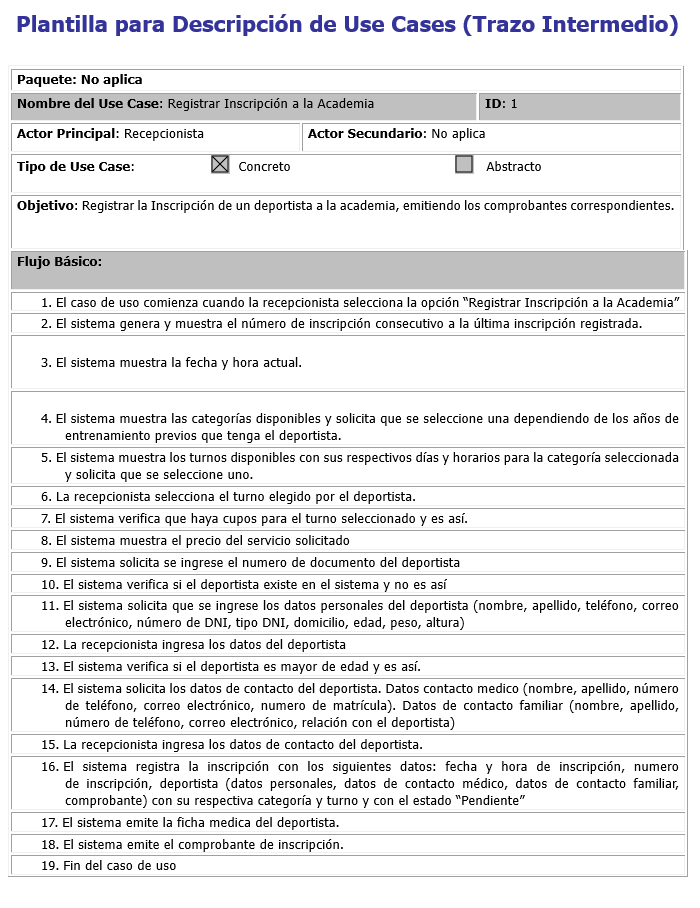 Plantilla para Descripción de Use Cases (Trazo Intermedio)
Paquete: No aplica
Nombre del Use Case: Registrar Inscripción a la Academia
ID: 1
Actor Principal: Recepcionista
Actor Secundario: No aplica
Tipo de Use Case:
Concreto
Abstracto
Objetivo: Registrar la Inscripción de un deportista a la academia, emitiendo los comprobantes correspondientes.
Flujo Básico:
1. El caso de uso comienza cuando la recepcionista selecciona la opción “Registrar Inscripción a la Academia”
2. El sistema genera y muestra el número de inscripción consecutivo a la última inscripción registrada.
3. El sistema muestra la fecha y hora actual.
4. El sistema muestra las categorías disponibles y solicita que se seleccione una dependiendo de los años de
entrenamiento previos que tenga el deportista.
5. El sistema muestra los turnos disponibles con sus respectivos días y horarios para la categoría seleccionada
y solicita que se seleccione uno.
6. La recepcionista selecciona el turno elegido por el deportista.
7. El sistema verifica que haya cupos para el turno seleccionado y es así.
8. El sistema muestra el precio del servicio solicitado
9. El sistema solicita se ingrese el numero de documento del deportista
10. El sistema verifica si el deportista existe en el sistema y no es así
11. El sistema solicita que se ingrese los datos personales del deportista (nombre, apellido, teléfono, correo
electrónico, número de DNI, tipo DNI, domicilio, edad, peso, altura)
12. La recepcionista ingresa los datos del deportista
13. El sistema verifica si el deportista es mayor de edad y es así.
14. El sistema solicita los datos de contacto del deportista. Datos contacto medico (nombre, apellido, número
de teléfono, correo electrónico, numero de matrícula). Datos de contacto familiar (nombre, apellido,
número de teléfono, correo electrónico, relación con el deportista)
15. La recepcionista ingresa los datos de contacto del deportista.
16. El sistema registra la inscripción con los siguientes datos: fecha y hora de inscripción, numero
de inscripción, deportista (datos personales, datos de contacto médico, datos de contacto familiar,
comprobante) con su respectiva categoría y turno y con el estado “Pendiente”
17. El sistema emite la ficha medica del deportista.
18. El sistema emite el comprobante de inscripción.
19. Fin del caso de uso